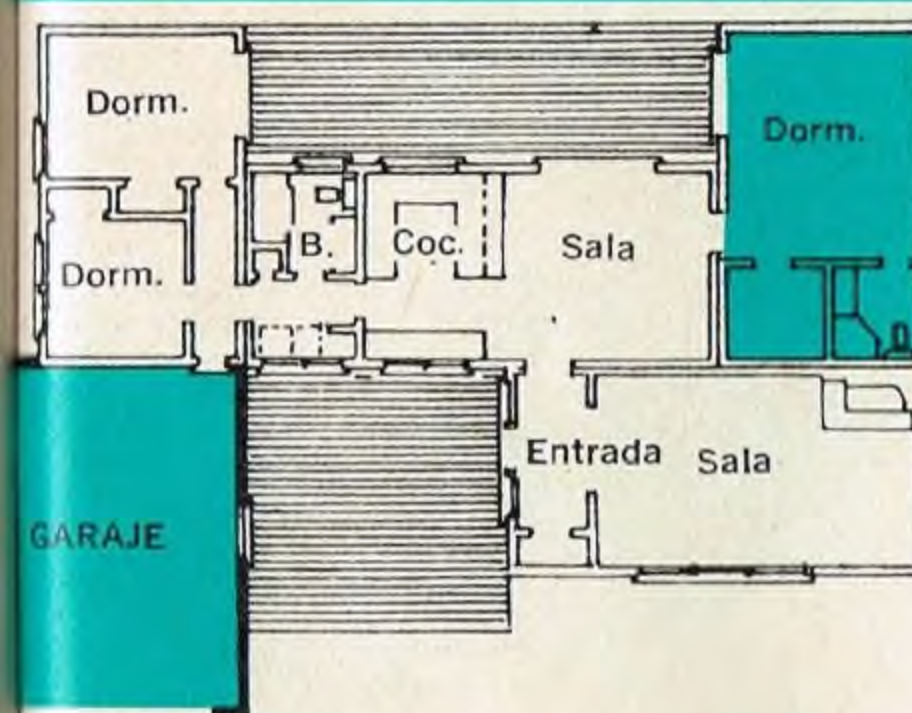 Dorm.
Dorm.
B.
Coc.
Sala
Dorm.
Entrada
Sala
GARAJE